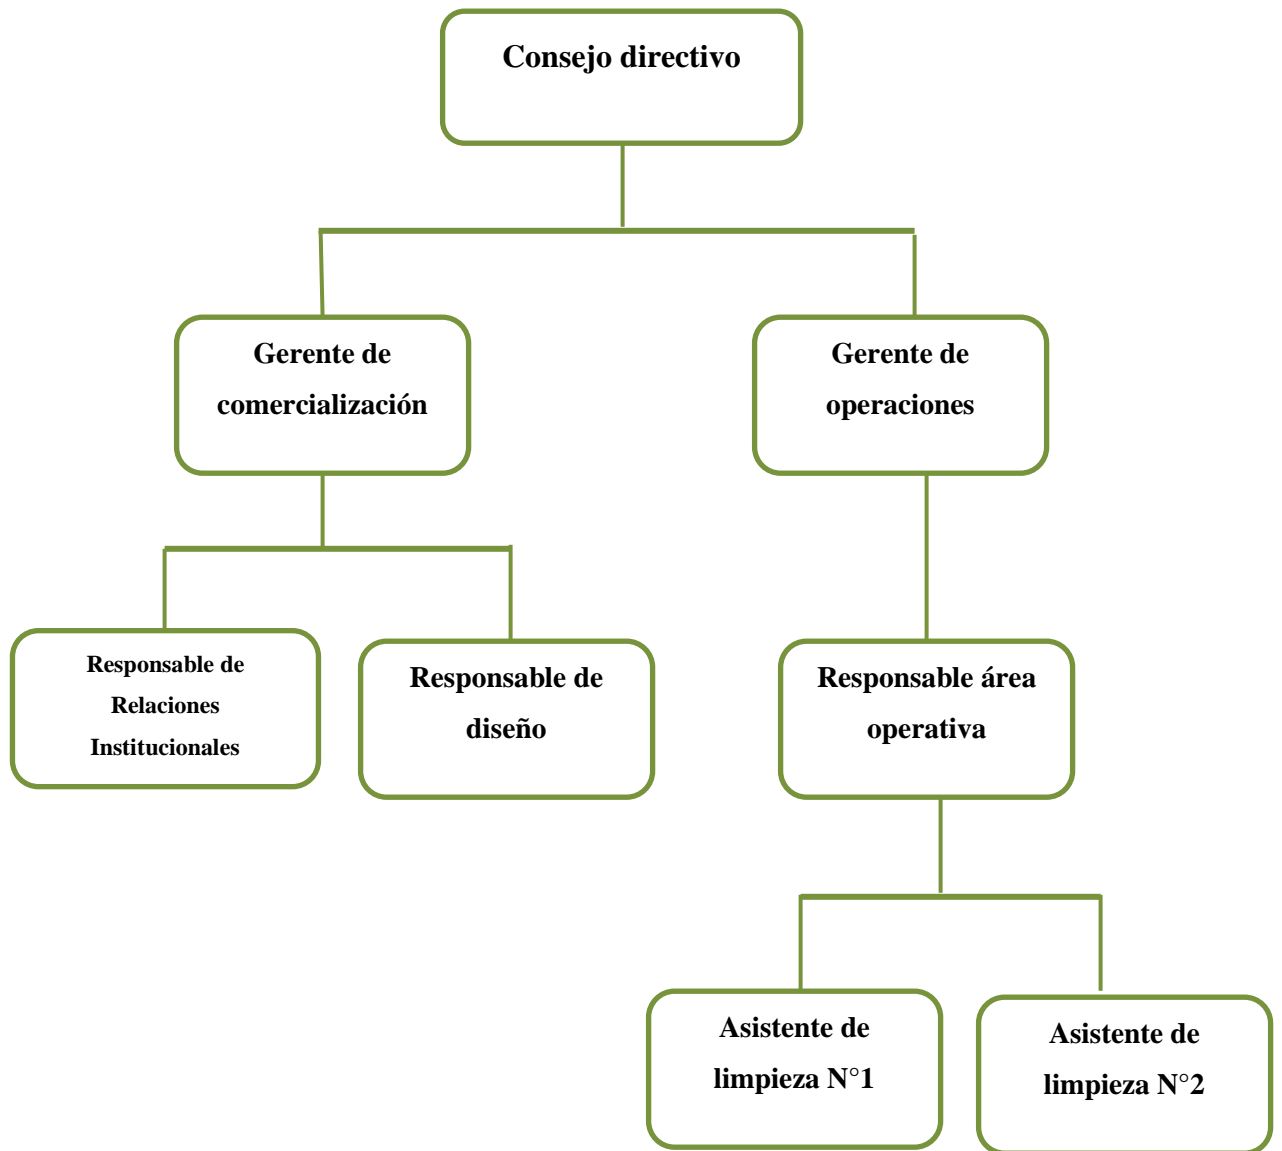 Consejo directivo
Gerente de
comercialización
Gerente de
operaciones
Responsable de
Relaciones
Institucionales
Responsable de
diseño
Responsable área
operativa
Asistente de
limpieza N°1
Asistente de
limpieza N°2